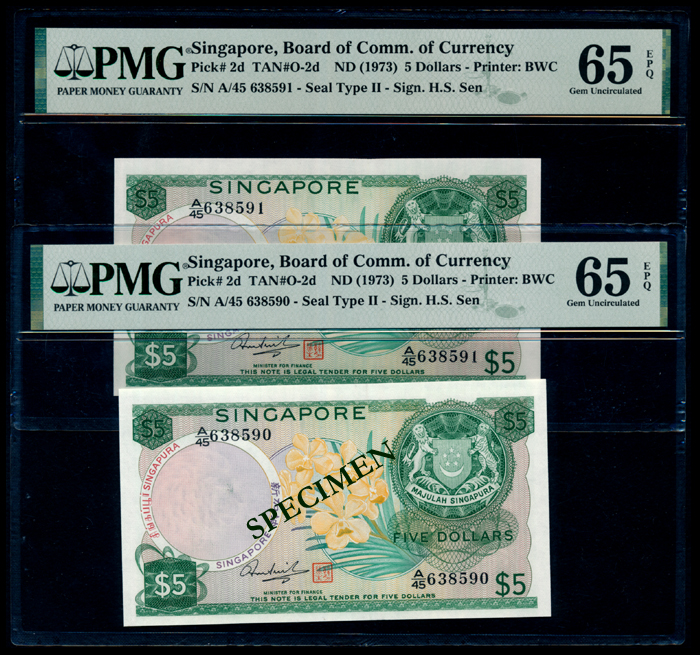 PMG
®
PAPER MONEY GUARANTY
Singapore, Board of Comm. of Currency
Pick# 2d TAN#O-2d ND (1973) 5 Dollars - Printer: BWC
S/N A/45 638591 - Seal Type II - Sign. H.S. Sen
65 EPQ
Gem Uncirculated
$5
SINGAPORE
$5
A/45 638591
SINGAPURA
PMG
®
PAPER MONEY GUARANTY
Singapore, Board of Comm. of Currency
Pick# 2d TAN#O-2d ND (1973) 5 Dollars - Printer: BWC
S/N A/45 638590 - Seal Type II - Sign. H.S. Sen
65 EPQ
Gem Uncirculated
$5
A/45 638591
$5
MINISTER FOR FINANCE
THIS NOTE IS LEGAL TENDER FOR FIVE DOLLARS
$5
SINGAPORE
$5
A/45 638590
SINGAPURA
SINGAPORE
SPECIMEN
MAJULAH SINGAPURA
FIVE DOLLARS
$5
A/45 638590
$5
MINISTER FOR FINANCE
THIS NOTE IS LEGAL TENDER FOR FIVE DOLLARS